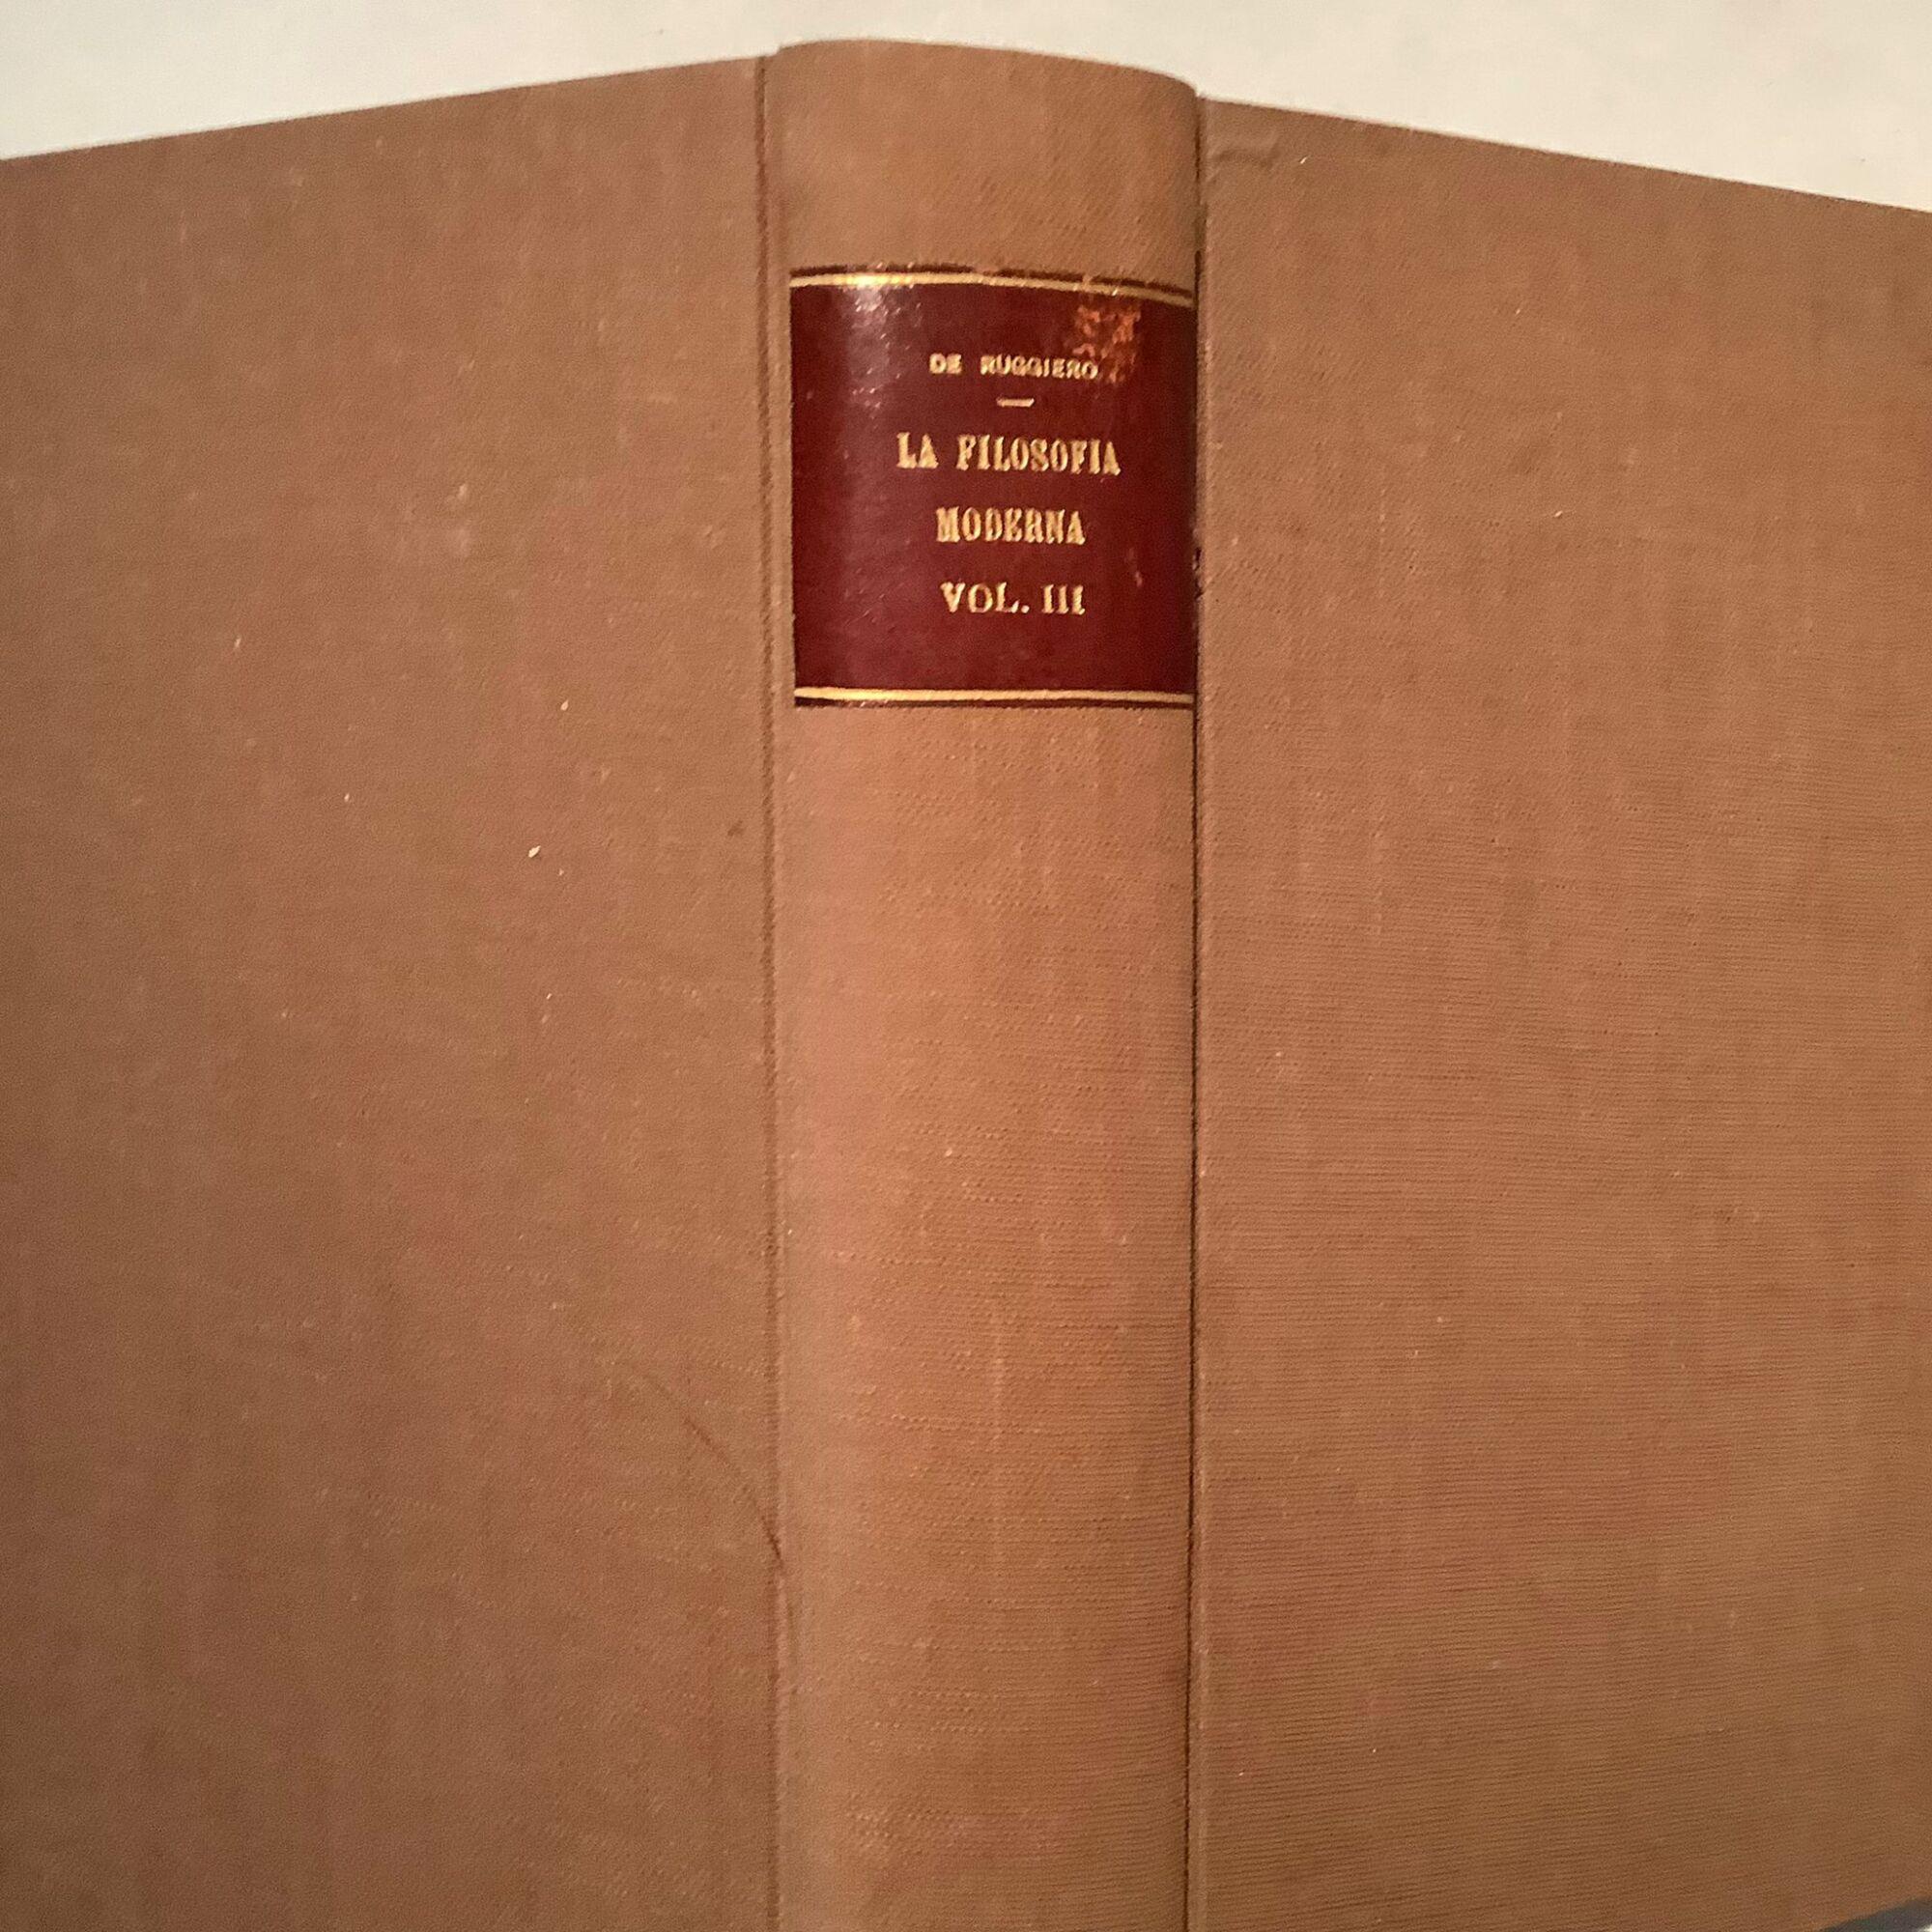 DE RUGGIERO
LA FILOSOFIA
MODERNA
VOL. III